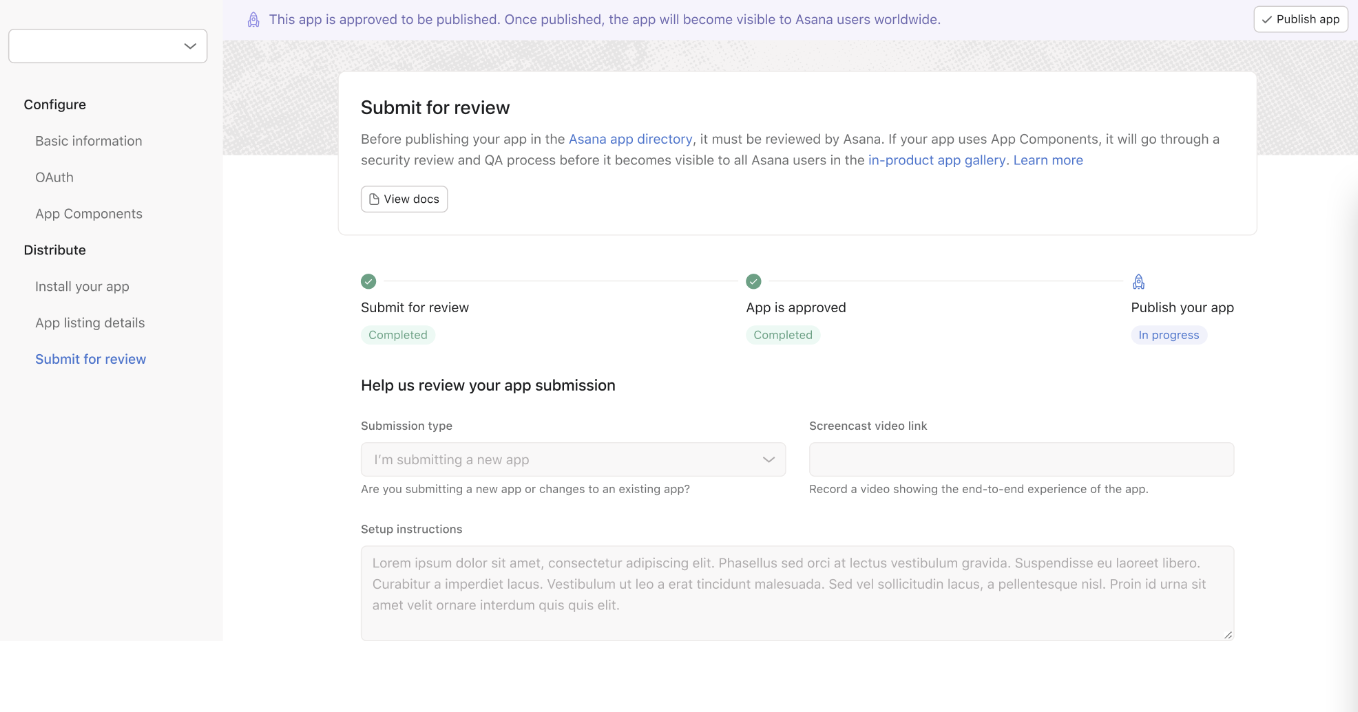 This app is approved to be published. Once published, the app will become visible to Asana users worldwide.
Publish app
Configure
Basic information
OAuth
App Components
Distribute
Install your app
App listing details
Submit for review
Submit for review
Before publishing your app in the Asana app directory, it must be reviewed by Asana. If your app uses App Components, it will go through a
security review and QA process before it becomes visible to all Asana users in the in-product app gallery. Learn more
View docs
Submit for review
Completed
App is approved
Completed
Publish your app
In progress
Help us review your app submission
Submission type
I'm submitting a new app
Are you submitting a new app or changes to an existing app?
Screencast video link
Record a video showing the end-to-end experience of the app.
Setup instructions
Lorem ipsum dolor sit amet, consectetur adipiscing elit. Phasellus sed orci at lectus vestibulum gravida. Suspendisse eu laoreet libero.
Curabitur a imperdiet lacus. Vestibulum ut leo a erat tincidunt malesuada. Sed vel sollicitudin lacus, a pellentesque nisl. Proin id urna sit
amet velit ornare interdum quis quis elit.